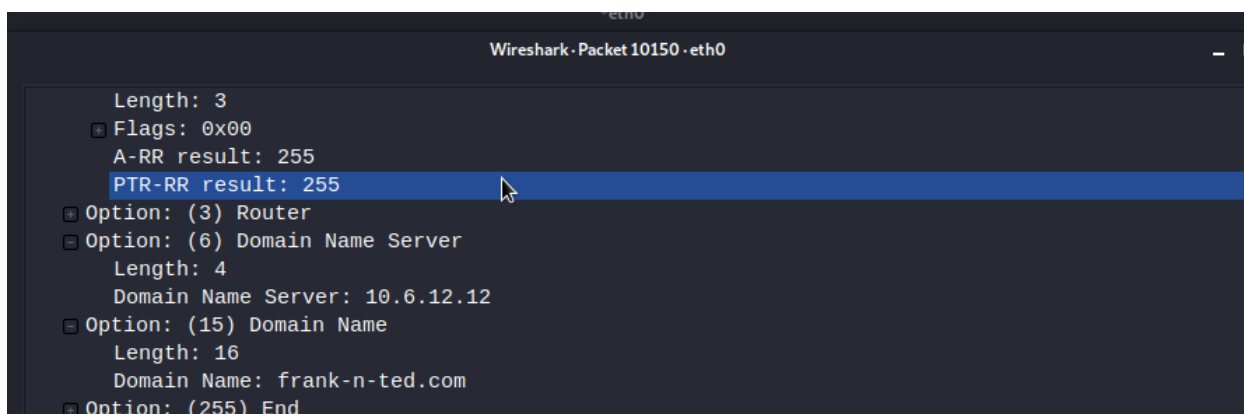 *eth0
Wireshark·Packet 10150·eth0
Length: 3
Flags: 0x00
A-RR result: 255
PTR-RR result: 255
Option: (3) Router
Option: (6) Domain Name Server
Length: 4
Domain Name Server: 10.6.12.12
Option: (15) Domain Name
Length: 16
Domain Name: frank-n-ted.com
Option: (255) End